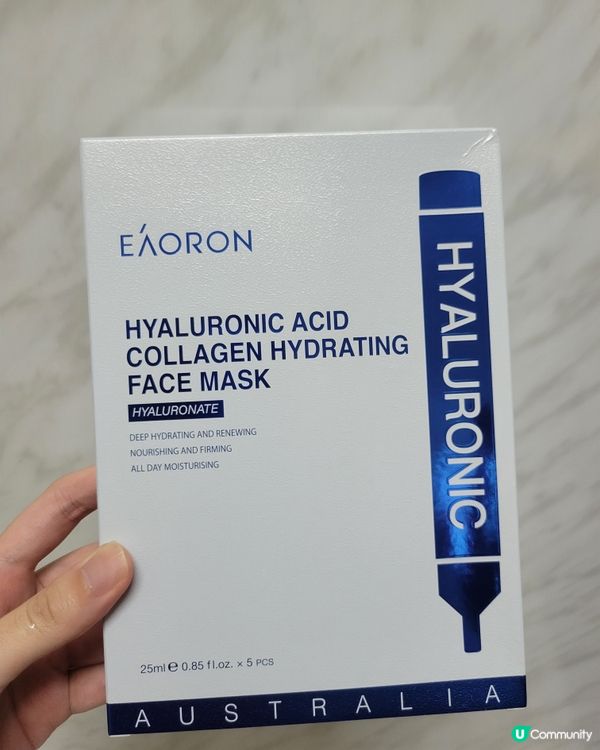 EÁORON
HYALURONIC ACID
COLLAGEN HYDRATING
FACE MASK
HYALURONATE
DEEP HYDRATING AND RENEWING
NOURISHING AND FIRMING
ALL DAY MOISTURISING
HYALURONIC
25ml ℮ 0.85 fl.oz. × 5 PCS
AUSTRALIA
U Community